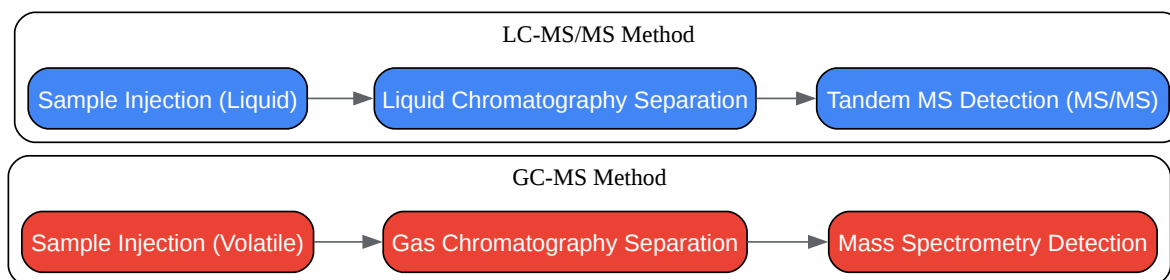 LC-MS/MS Method
Sample Injection (Liquid)
Liquid Chromatography Separation
Tandem MS Detection (MS/MS)
GC-MS Method
Sample Injection (Volatile)
Gas Chromatography Separation
Mass Spectrometry Detection